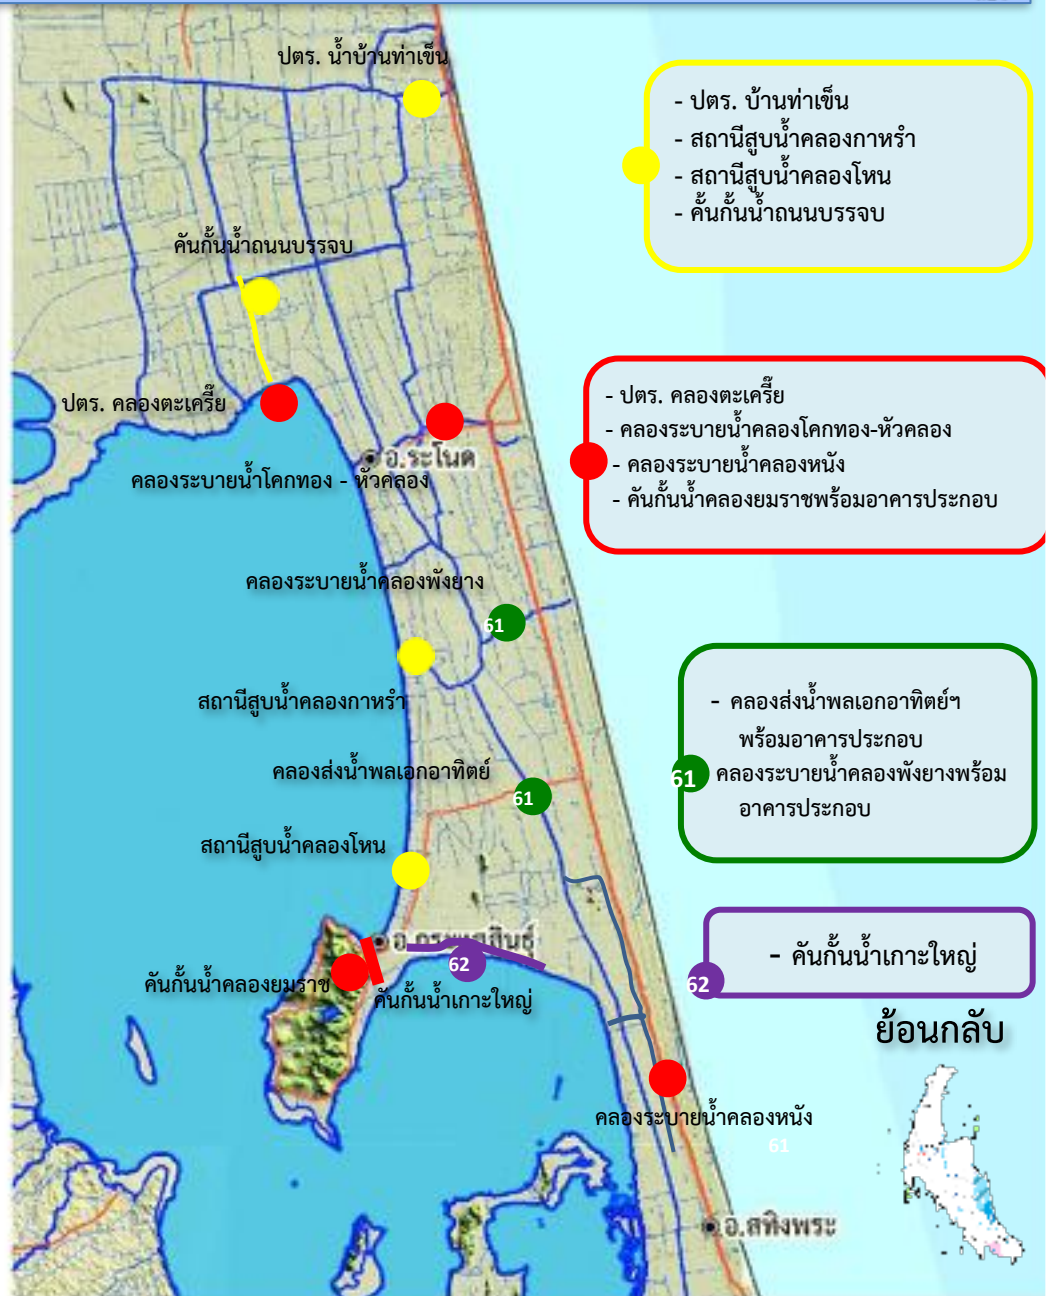 ปตร. น้ำบ้านท่าเข็น
- ปตร. บ้านท่าเข็น
- สถานีสูบน้ำคลองกาหรำ
- สถานีสูบน้ำคลองโหน
- คั้นกั้นน้ำถนนบรรจบ
คันกั้นน้ำถนนบรรจบ
ปตร. คลองตะเครี๊ย
- ปตร. คลองตะเครี๊ย
- คลองระบายน้ำคลองโคกทอง-หัวคลอง
- คลองระบายน้ำคลองหนัง
- คันกั้นน้ำคลองยมราชพร้อมอาคารประกอบ
อ.ระโนด
คลองระบายน้ำโคกทอง - หัวคลอง
คลองระบายน้ำคลองพังยาง
61
สถานีสูบน้ำคลองกาหรำ
- คลองส่งน้ำพลเอกอาทิตย์ฯ
พร้อมอาคารประกอบ
61 คลองระบายน้ำคลองพังยางพร้อม
อาคารประกอบ
คลองส่งน้ำพลเอกอาทิตย์
61
สถานีสูบน้ำคลองโหน
อ.กระแสสินธุ์
62
- คันกั้นน้ำเกาะใหญ่
62
คันกั้นน้ำคลองยมราช
คันกั้นน้ำเกาะใหญ่
ย้อนกลับ
คลองระบายน้ำคลองหนัง
61
อ.สทิงพระ